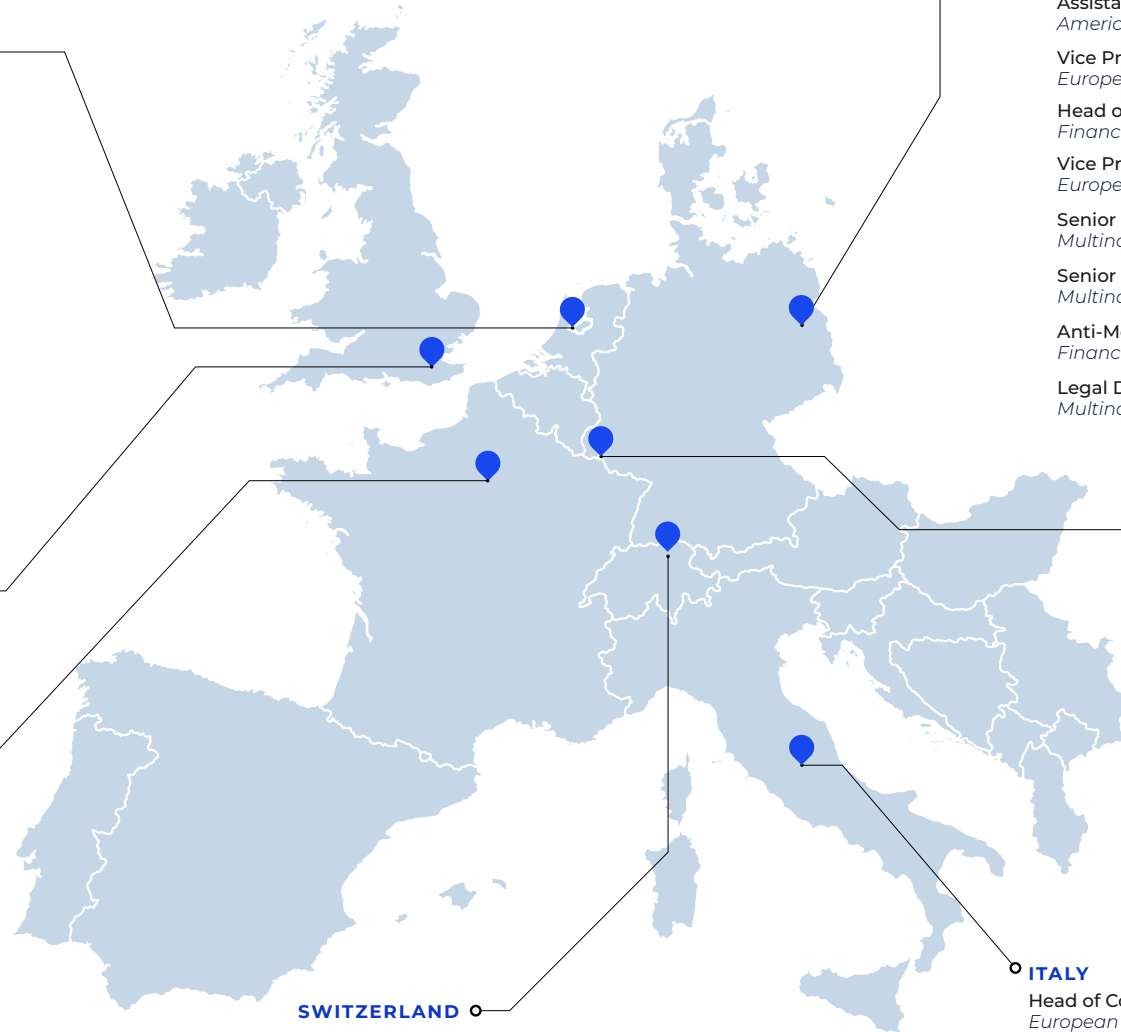 Assista
Americ
Vice Pr
Europe
Head o
Financ
Vice Pr
Europe
Senior
Multina
Senior
Multina
Anti-M
Financ
Legal D
Multina
ITALY
Head of Co
European
SWITZERLAND